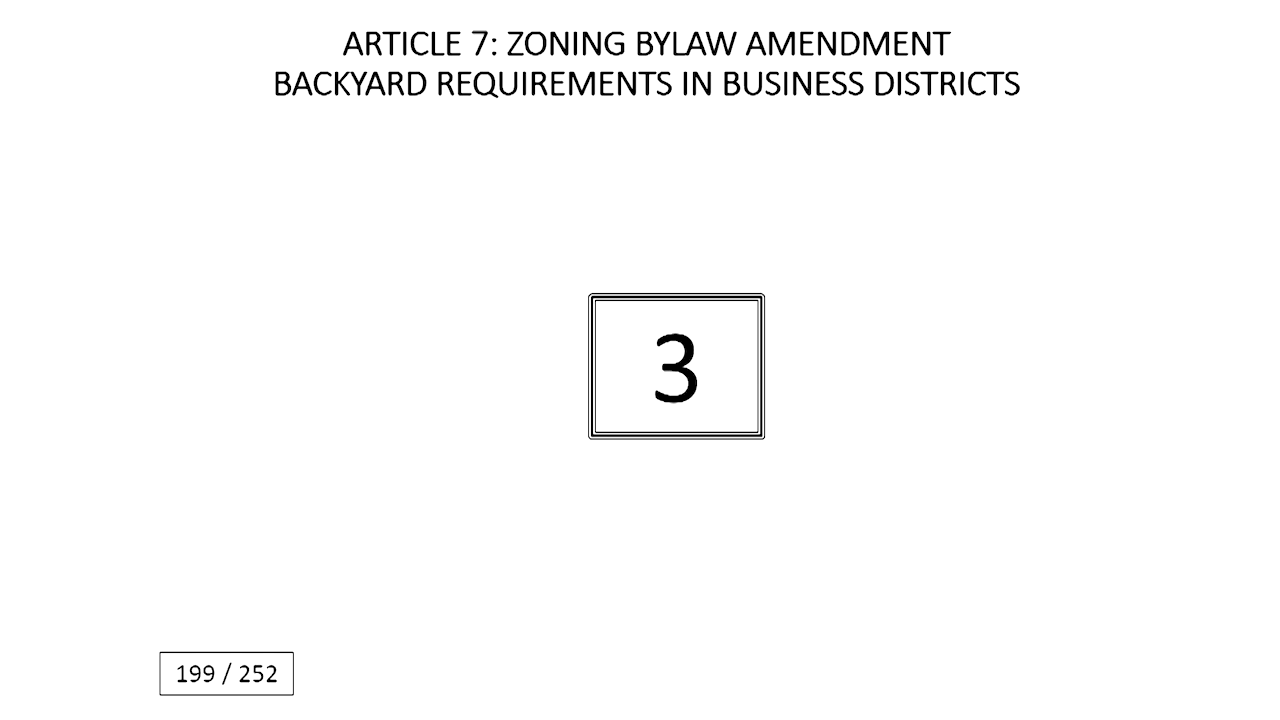 ARTICLE 7: ZONING BYLAW AMENDMENT
BACKYARD REQUIREMENTS IN BUSINESS DISTRICTS
3
199 / 252